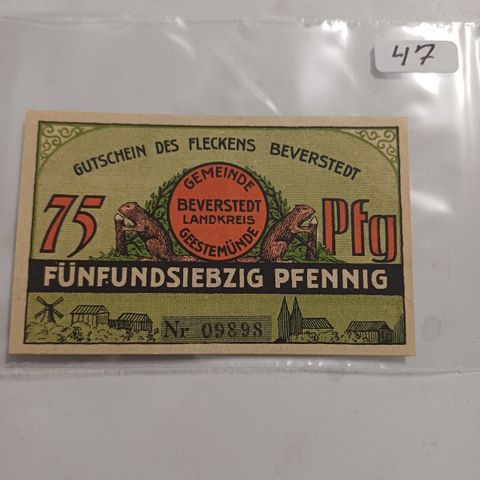 47
GUTSCHEIN DES FLECKENS BEVERSTEDT
75
GEMEINDE
BEVERSTEDT
LANDKREIS
GEESTEMÜNDE
Pfg
FÜNFUNDSIEBZIG PFENNIG
Nr 09898